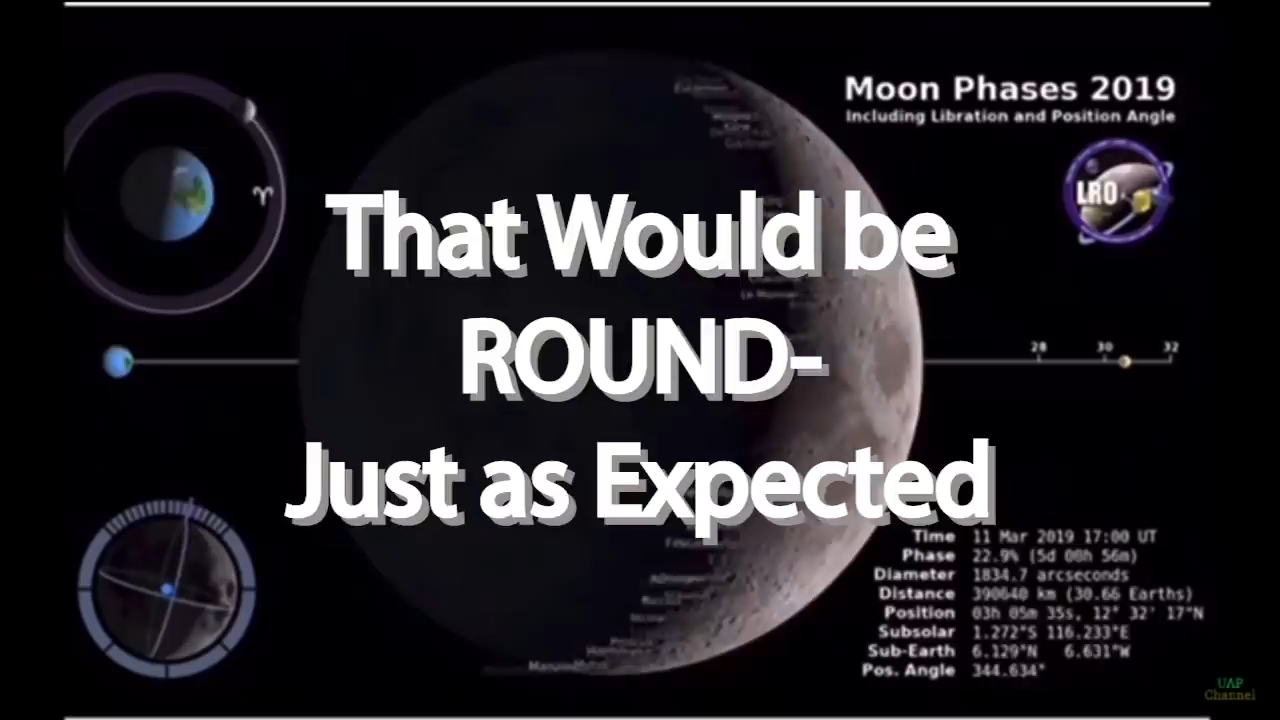 Moon Phases 2019
Including Libration and Position Angle
LRO
That Would be
ROUND-
Just as Expected
28 30 32
Time 11 Mar 2019 17:00 UT
Phase 22.9% (5d 00h 56m)
Diameter 1834.7 arcseconds
Distance 390640 km (30.66 Earths)
Position 03h 05m 35s, 12° 32' 17"N
Subsolar 1.272°S 116.233°E
Sub-Earth 6.129°N 6.631°W
Pos. Angle 344.634°
UAP
Channel